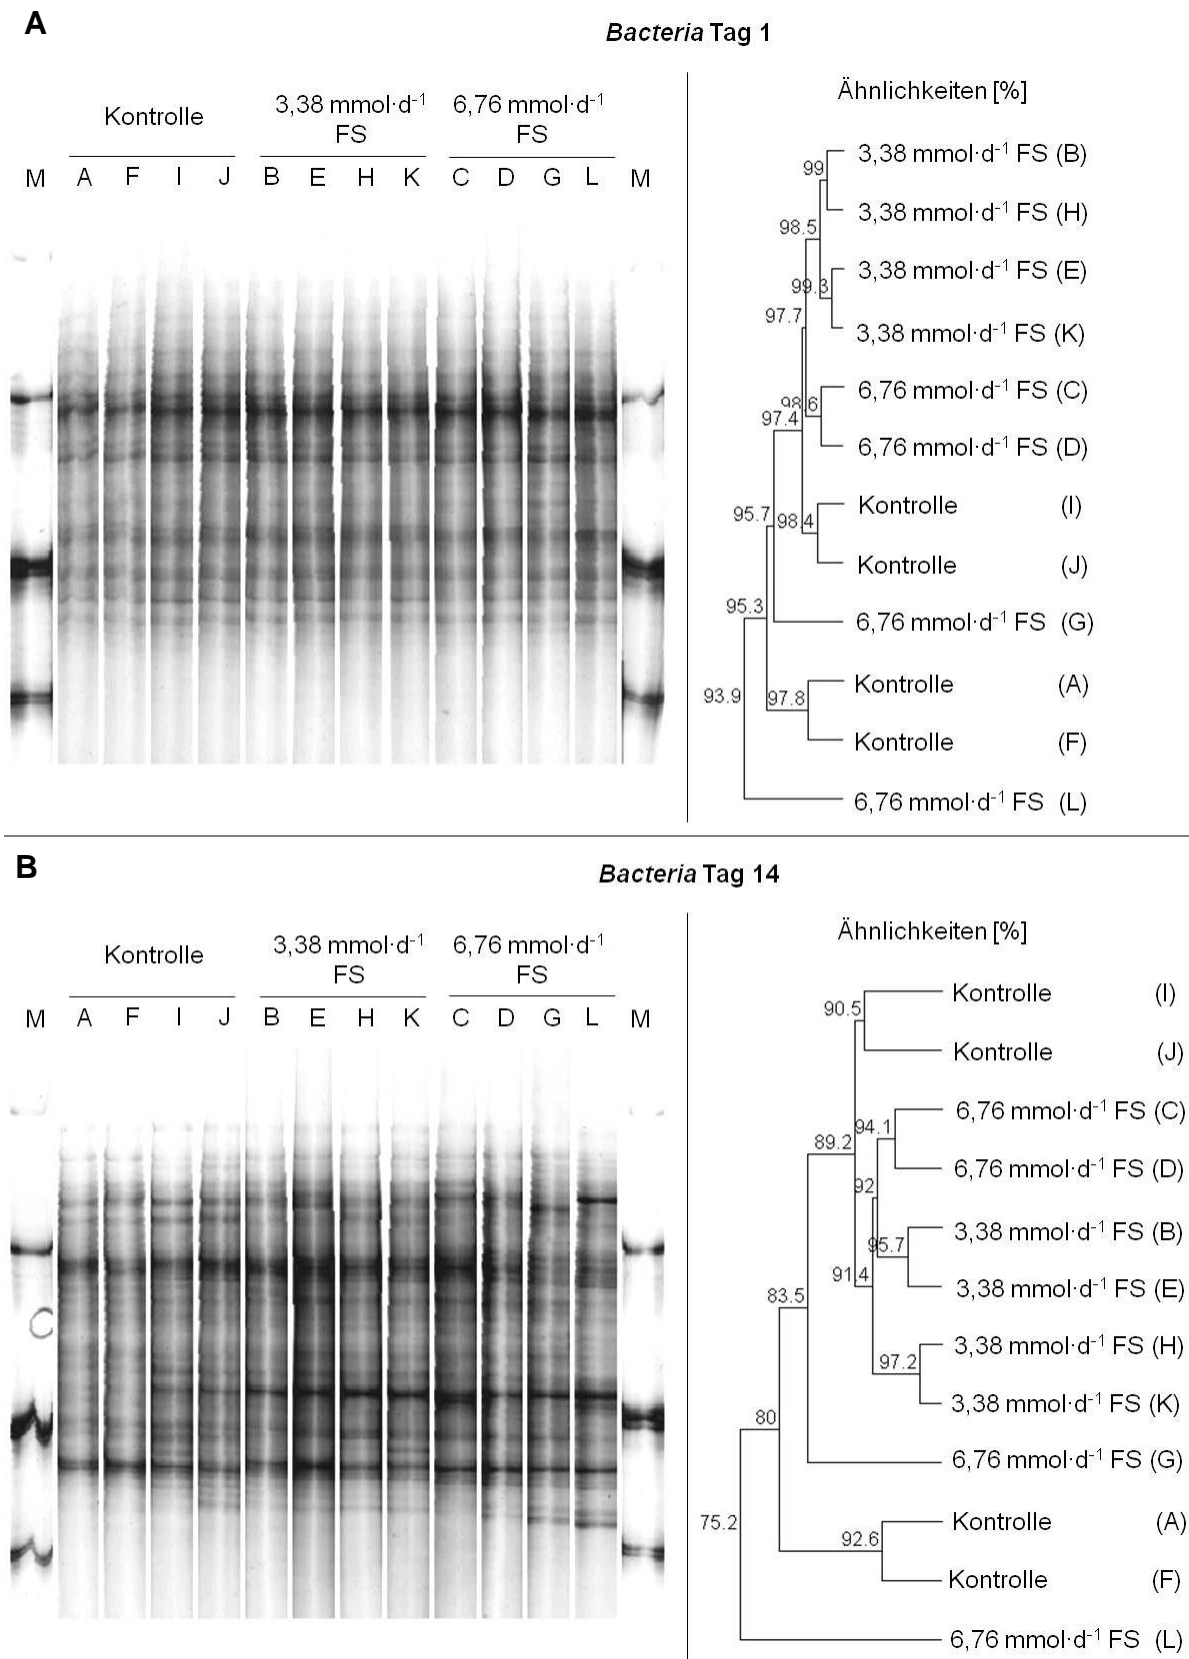 A
Bacteria Tag 1
Kontrolle
3,38 mmol·d-1
FS
6,76 mmol·d-1
FS
M A F I J B E H K C D G L M
Ähnlichkeiten [%]
99
3,38 mmol·d-1 FS (B)
3,38 mmol·d-1 FS (H)
98.5
3,38 mmol·d-1 FS (E)
99.3
97.7
3,38 mmol·d-1 FS (K)
6,76 mmol·d-1 FS (C)
98.6
97.4
6,76 mmol·d-1 FS (D)
Kontrolle (I)
95.7
98.4
Kontrolle (J)
95.3
6,76 mmol·d-1 FS (G)
Kontrolle (A)
93.9
97.8
Kontrolle (F)
6,76 mmol·d-1 FS (L)
B
Bacteria Tag 14
Kontrolle
3,38 mmol·d-1
FS
6,76 mmol·d-1
FS
M A F I J B E H K C D G L M
Ähnlichkeiten [%]
Kontrolle (I)
90.5
Kontrolle (J)
6,76 mmol·d-1 FS (C)
94.1
89.2
6,76 mmol·d-1 FS (D)
92
3,38 mmol·d-1 FS (B)
95.7
91.4
3,38 mmol·d-1 FS (E)
83.5
3,38 mmol·d-1 FS (H)
97.2
3,38 mmol·d-1 FS (K)
80
6,76 mmol·d-1 FS (G)
75.2
Kontrolle (A)
92.6
Kontrolle (F)
6,76 mmol·d-1 FS (L)